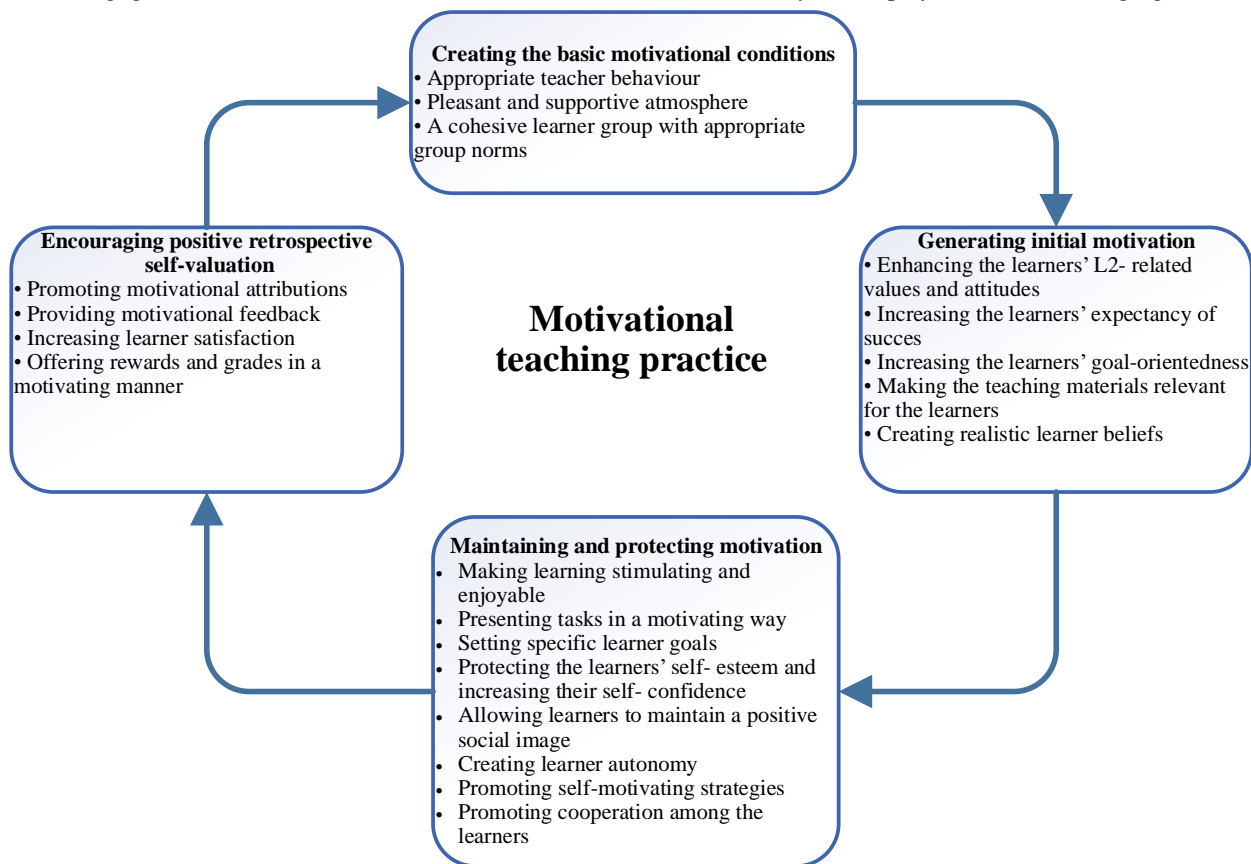 Creating the basic motivational conditions
• Appropriate teacher behaviour
• Pleasant and supportive atmosphere
• A cohesive learner group with appropriate
group norms
Encouraging positive retrospective
self-valuation
• Promoting motivational attributions
• Providing motivational feedback
• Increasing learner satisfaction
• Offering rewards and grades in a
motivating manner
Motivational
teaching practice
Generating initial motivation
• Enhancing the learners’ L2- related
values and attitudes
• Increasing the learners’ expectancy of
succes
• Increasing the learners’ goal-orientedness
• Making the teaching materials relevant
for the learners
• Creating realistic learner beliefs
Maintaining and protecting motivation
• Making learning stimulating and
enjoyable
• Presenting tasks in a motivating way
• Setting specific learner goals
• Protecting the learners’ self- esteem and
increasing their self- confidence
• Allowing learners to maintain a positive
social image
• Creating learner autonomy
• Promoting self-motivating strategies
• Promoting cooperation among the
learners